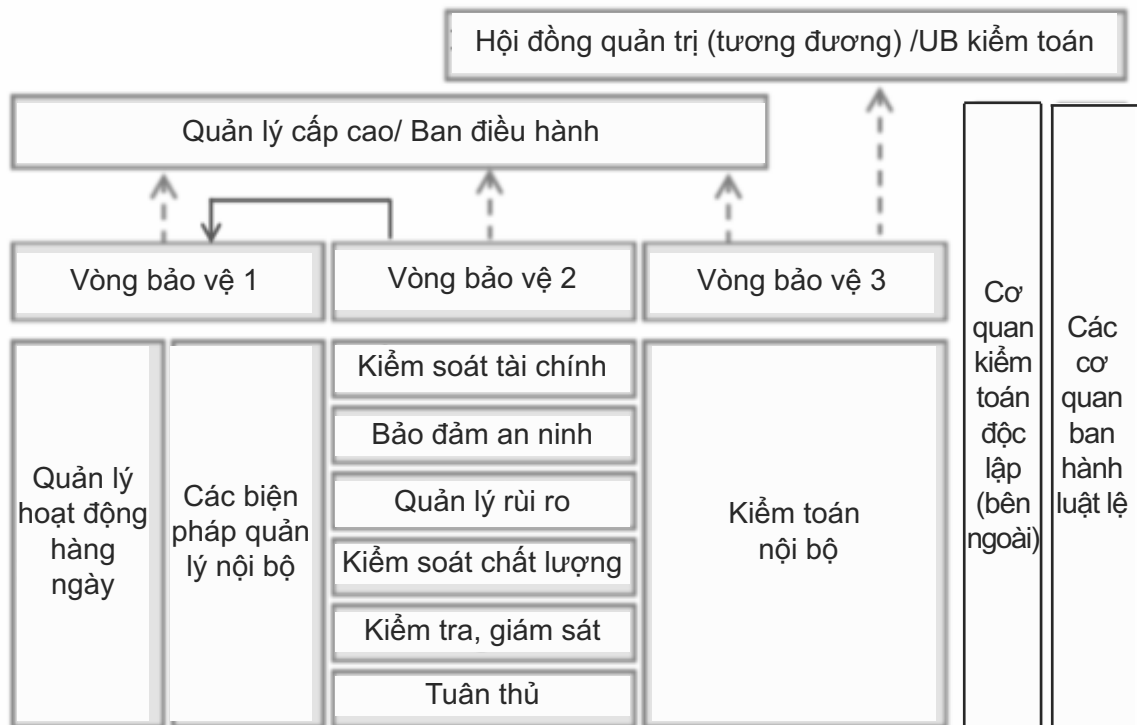 Hội đồng quản trị (tương đương) /UB kiểm toán
Quản lý cấp cao/ Ban điều hành
Vòng bảo vệ 1
Vòng bảo vệ 2
Vòng bảo vệ 3
Quản lý
hoạt động
hàng
ngày
Các biện
pháp quản
lý nội bộ
Kiểm soát tài chính
Bảo đảm an ninh
Quản lý rủi ro
Kiểm soát chất lượng
Kiểm tra, giám sát
Tuân thủ
Kiểm toán
nội bộ
Cơ
quan
kiểm
toán
độc
lập
(bên
ngoài)
Các
cơ
quan
ban
hành
luật lệ